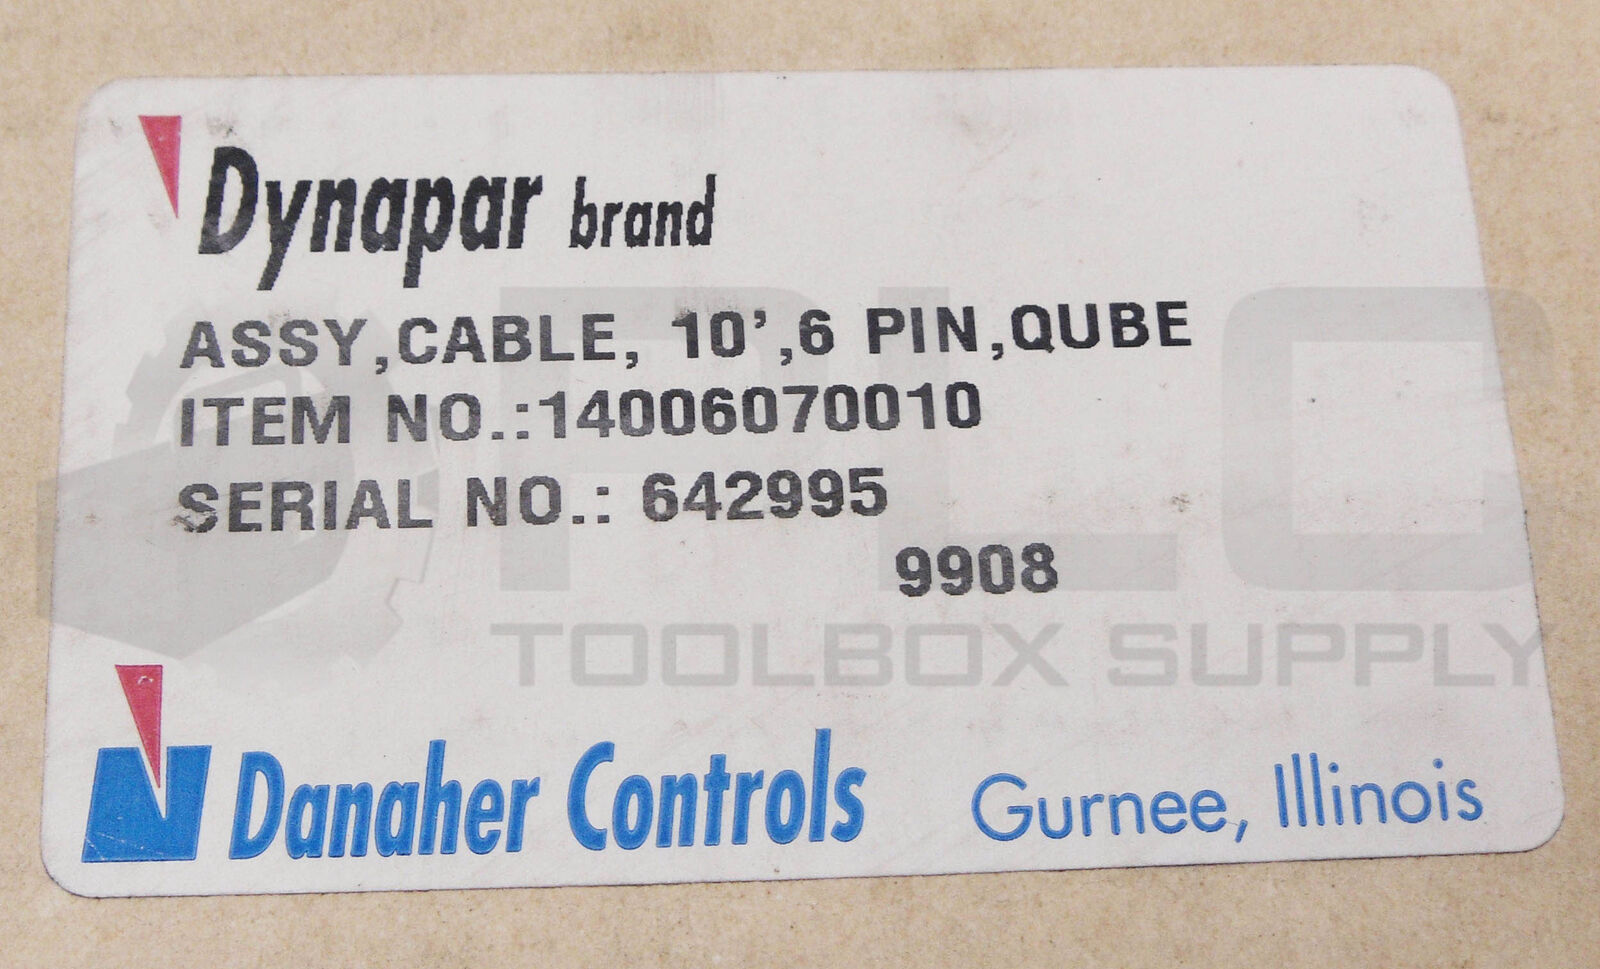 Dynapar brand
ASSY,CABLE, 10',6 PIN,QUBE
ITEM NO.:14006070010
SERIAL NO.: 642995
9908
PLC
TOOLBOX SUPPLY
Danaher Controls Gurnee, Illinois